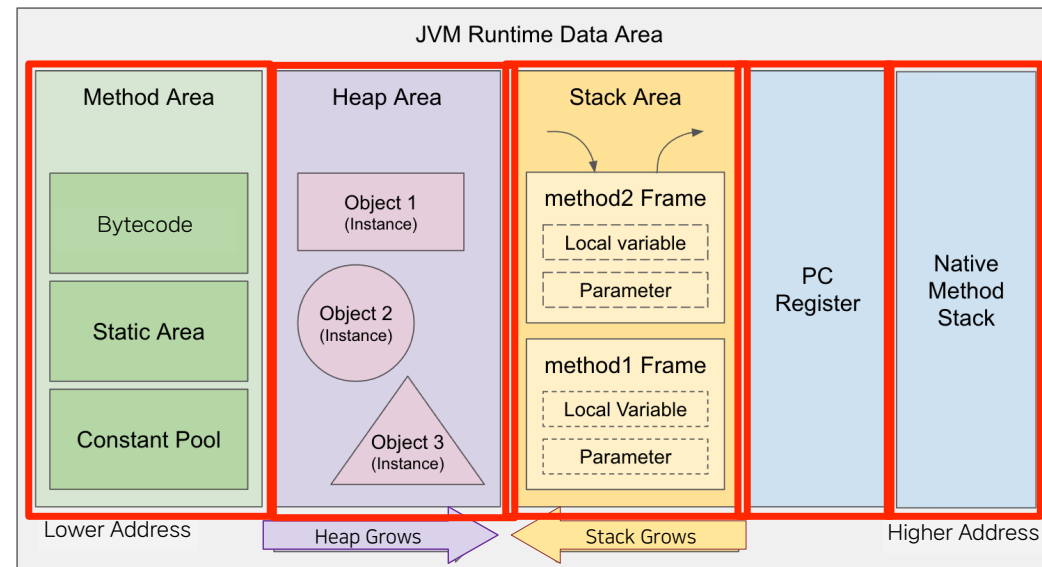 JVM Runtime Data Area
Method Area
Bytecode
Static Area
Constant Pool
Heap Area
Object 1
(Instance)
Object 2
(Instance)
Object 3
(Instance)
Stack Area
method2 Frame
Local variable
Parameter
method1 Frame
Local Variable
Parameter
PC
Register
Native
Method
Stack
Lower Address
Heap Grows
Stack Grows
Higher Address